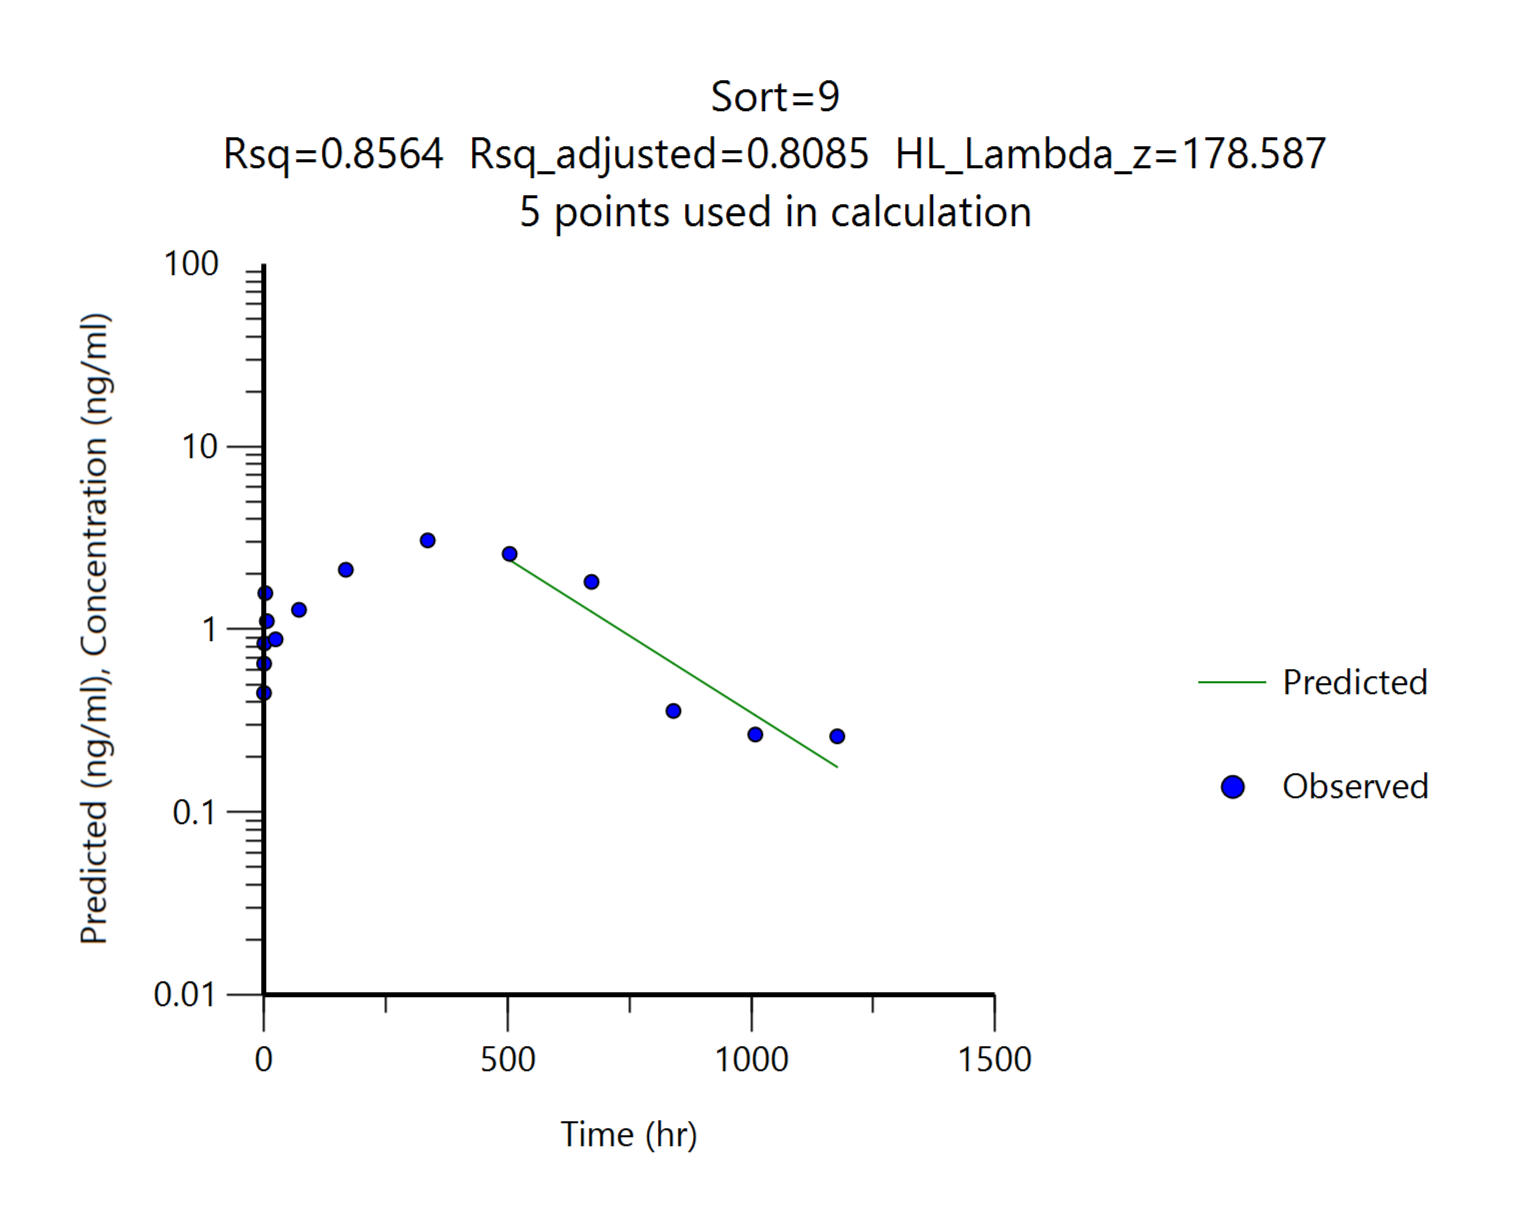 Sort=9
Rsq=0.8564 Rsq_adjusted=0.8085 HL_Lambda_z=178.587
5 points used in calculation
Predicted (ng/ml), Concentration (ng/ml)
100
10
1
0.1
0.01
0
500
1000
1500
Time (hr)
Predicted
Observed